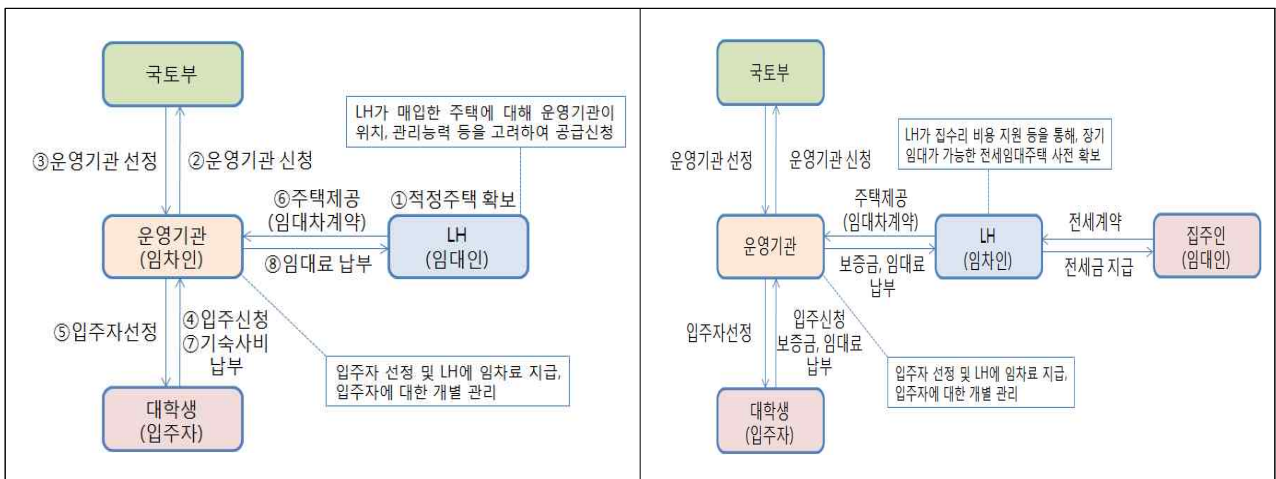 국토부
LH가 매입한 주택에 대해 운영기관이
위치, 관리능력 등을 고려하여 공급신청
③운영기관 선정
②운영기관 신청
⑥주택제공
(임대차계약)
①적정주택 확보
운영기관
(임차인)
LH
(임대인)
⑧임대료 납부
⑤입주자선정
④입주신청
⑦기숙사비
납부
입주자 선정 및 LH에 임차료 지급,
입주자에 대한 개별 관리
대학생
(입주자)
국토부
LH가 집수리 비용 지원 등을 통해, 장기
임대가 가능한 전세임대주택 사전 확보
운영기관 선정
운영기관 신청
주택제공
(임대차계약)
운영기관
LH
(임차인)
전세계약
집주인
(임대인)
보증금, 임대료
납부
전세금 지급
입주자선정
입주신청
보증금, 임대료
납부
입주자 선정 및 LH에 임차료 지급,
입주자에 대한 개별 관리
대학생
(입주자)